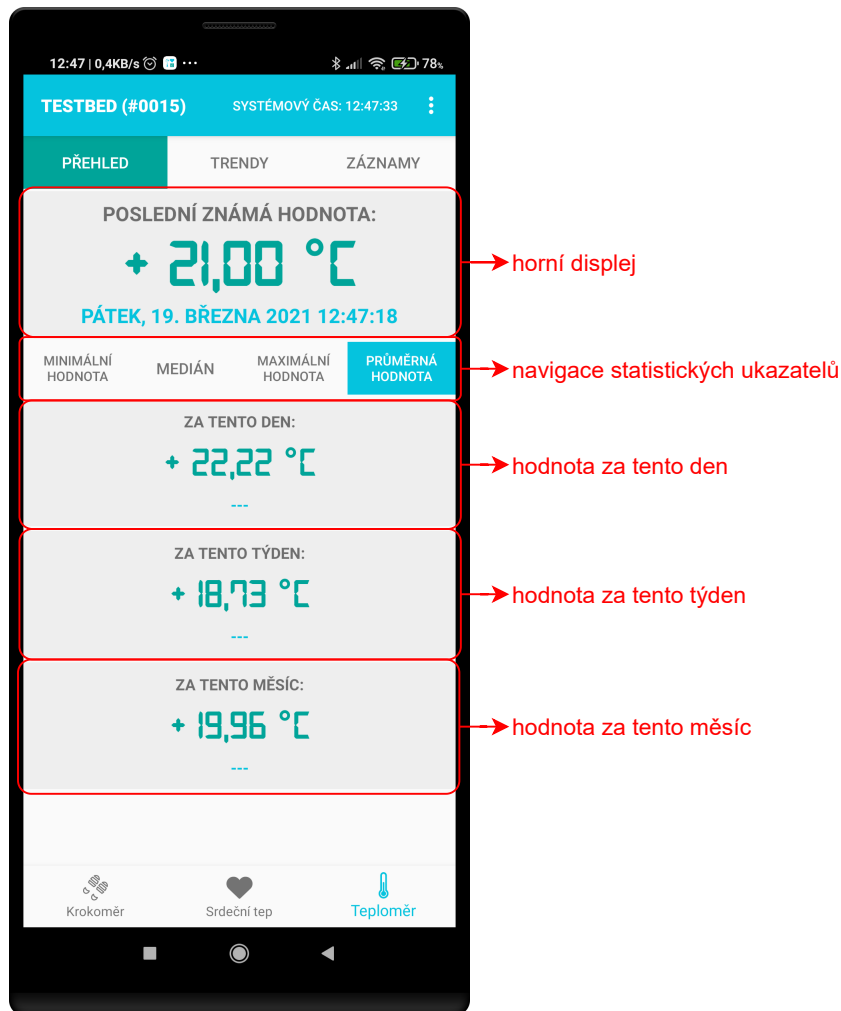 12:47 | 0,4KB/s ... 78%
TESTBED (#0015) SYSTÉMOVÝ ČAS: 12:47:33
PŘEHLED TRENDY ZÁZNAMY
POSLEDNÍ ZNÁMÁ HODNOTA:
+ 21,00 °C
PÁTEK, 19. BŘEZNA 2021 12:47:18
horní displej
MINIMÁLNÍ HODNOTA
MEDIÁN
MAXIMÁLNÍ HODNOTA
PRŮMĚRNÁ HODNOTA
navigace statistických ukazatelů
ZA TENTO DEN:
+ 22,22 °C
---
hodnota za tento den
ZA TENTO TÝDEN:
+ 18,73 °C
---
hodnota za tento týden
ZA TENTO MĚSÍC:
+ 19,96 °C
---
hodnota za tento měsíc
Krokoměr Srdeční tep Teploměr